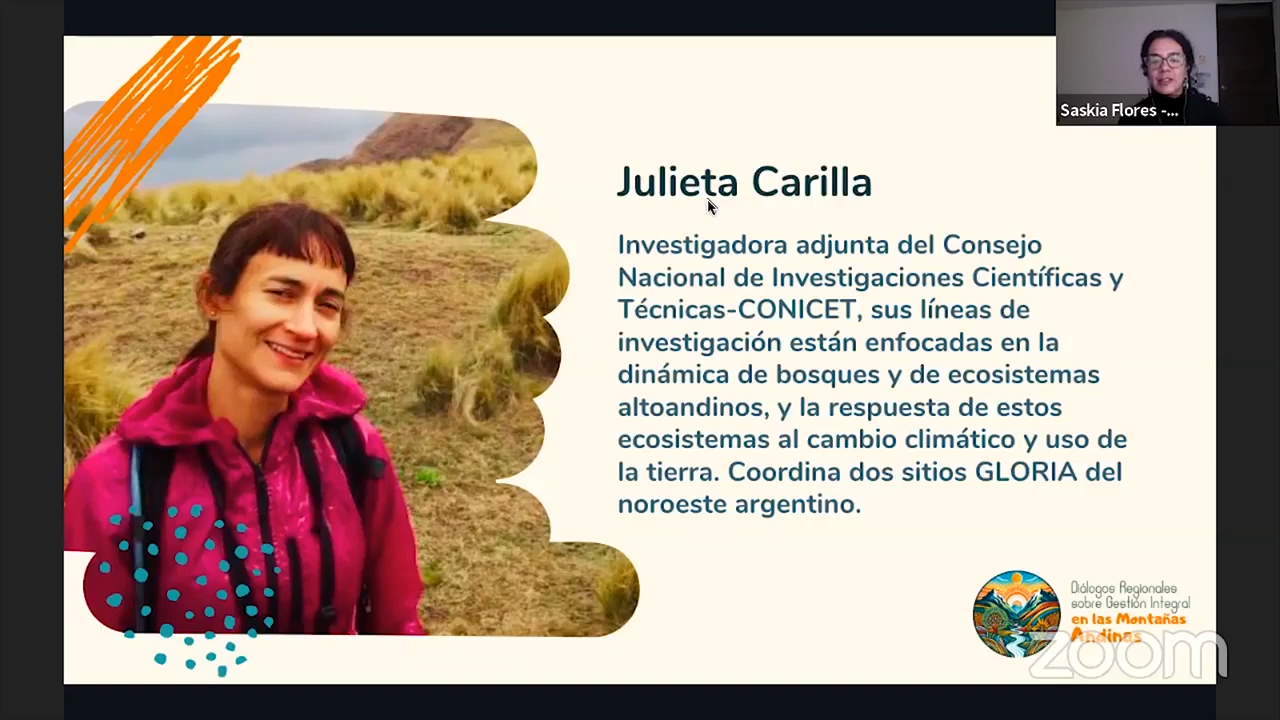 Saskia Flores -...
Julieta Carilla
Investigadora adjunta del Consejo
Nacional de Investigaciones Científicas y
Técnicas-CONICET, sus líneas de
investigación están enfocadas en la
dinámica de bosques y de ecosistemas
altoandinos, y la respuesta de estos
ecosistemas al cambio climático y uso de
la tierra. Coordina dos sitios GLORIA del
noroeste argentino.
Diálogos Regionales
sobre Gestión Integral
en las Montañas
Andinas
zoom